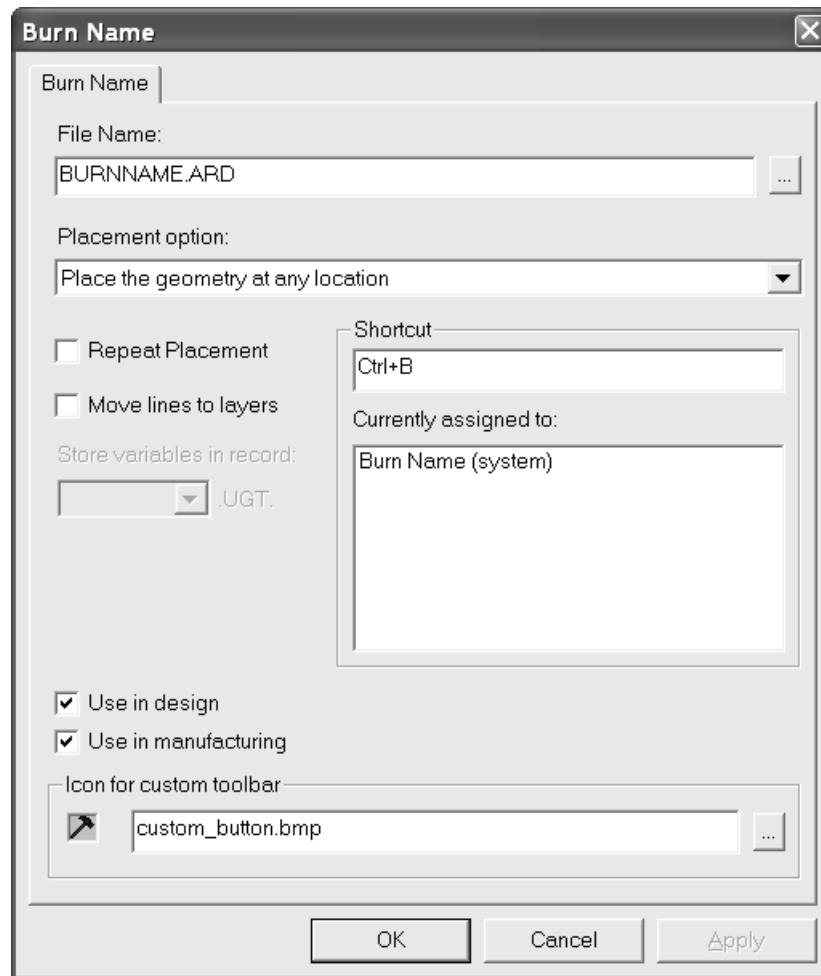 Burn Name
Burn Name
File Name:
BURNNAME.ARD
...
Placement option:
Place the geometry at any location
Repeat Placement
Move lines to layers
Store variables in record:
.UGT.
Shortcut
Ctrl+B
Currently assigned to:
Burn Name (system)
Use in design
Use in manufacturing
Icon for custom toolbar
custom_button.bmp
...
OK Cancel Apply